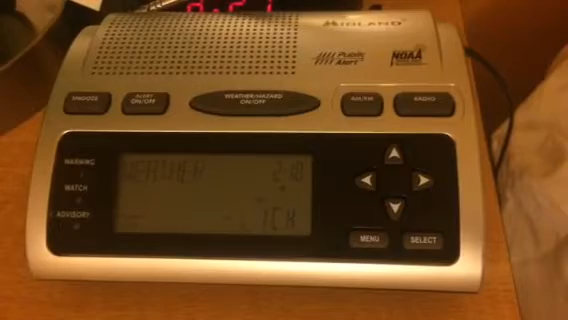 MIDLAND
Public
Alert
NOAA
SNOOZE
ALERT
ON/OFF
WEATHER/HAZARD
ON/OFF
AM/FM
RADIO
WARNING
WATCH
ADVISORY
WEATHER
MENU
SELECT